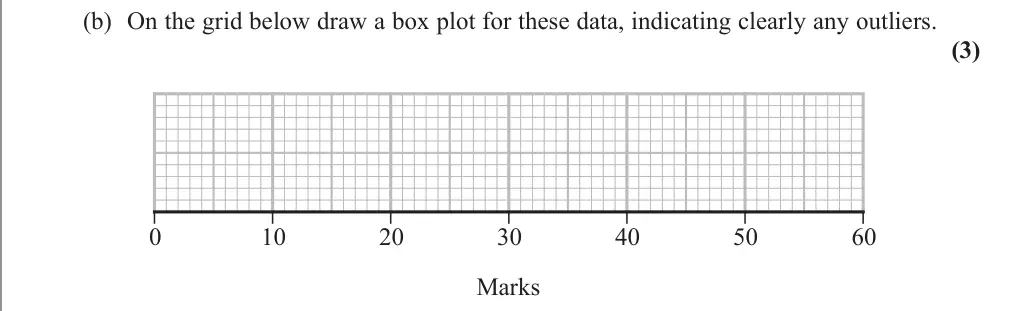 (b) On the grid below draw a box plot for these data, indicating clearly any outliers.
(3)
0 10 20 30 40 50 60
Marks